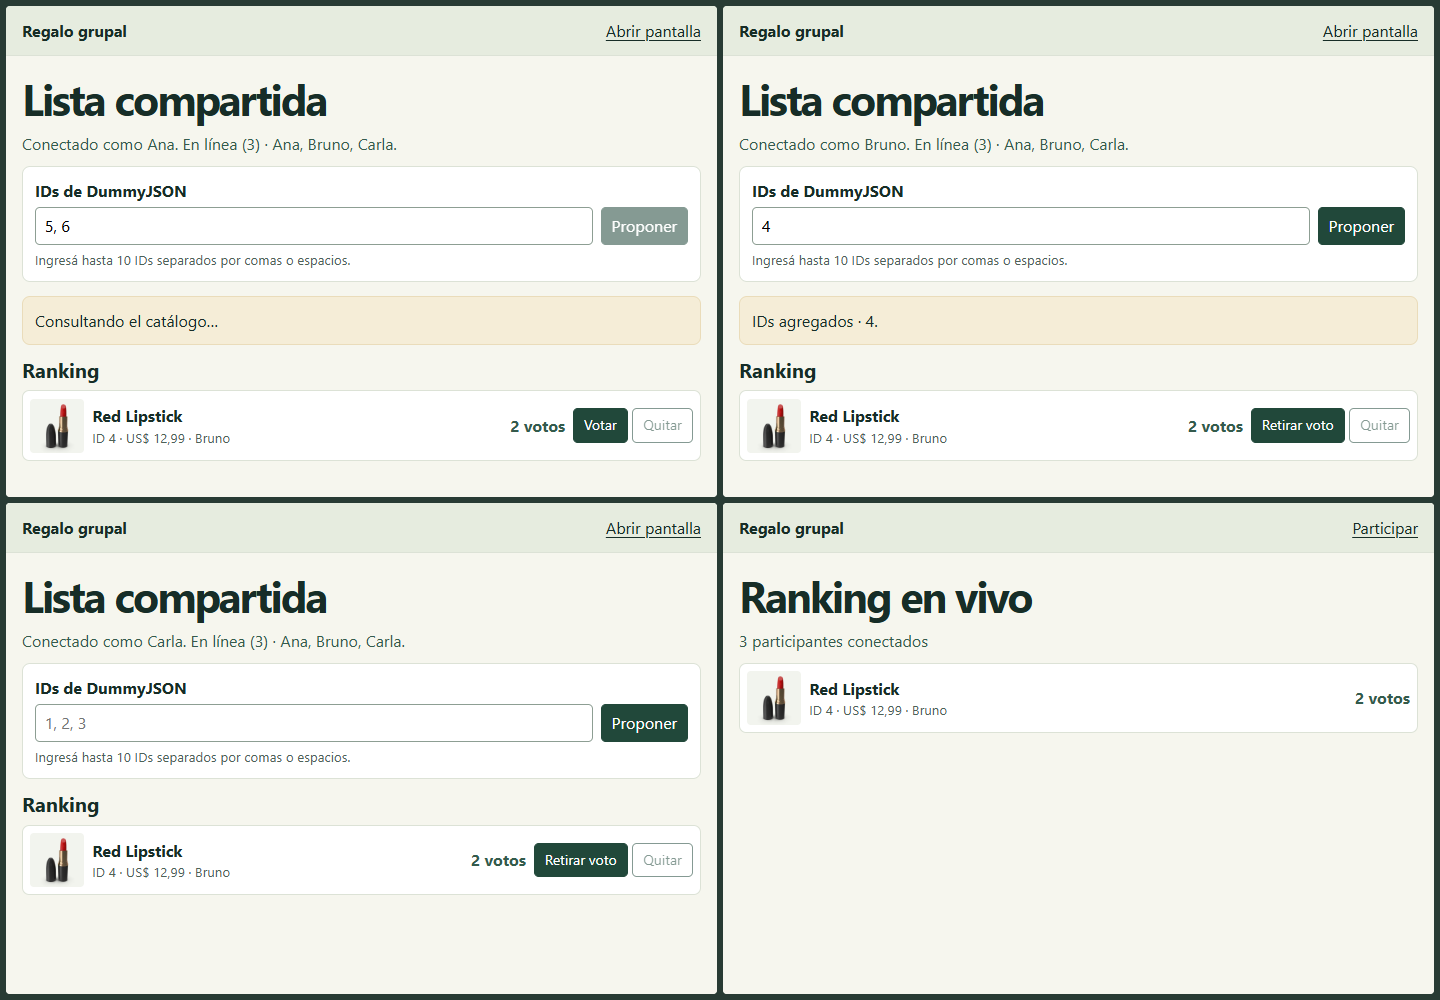 Regalo grupal
Abrir pantalla
Lista compartida
Conectado como Ana. En línea (3) · Ana, Bruno, Carla.
IDs de DummyJSON
5, 6
Proponer
Ingresá hasta 10 IDs separados por comas o espacios.
Consultando el catálogo...
Ranking
Red Lipstick
ID 4 · US$ 12,99 · Bruno
2 votos
Votar
Quitar
Regalo grupal
Abrir pantalla
Lista compartida
Conectado como Bruno. En línea (3) · Ana, Bruno, Carla.
IDs de DummyJSON
4
Proponer
Ingresá hasta 10 IDs separados por comas o espacios.
IDs agregados · 4.
Ranking
Red Lipstick
ID 4 · US$ 12,99 · Bruno
2 votos
Retirar voto
Quitar
Regalo grupal
Abrir pantalla
Lista compartida
Conectado como Carla. En línea (3) · Ana, Bruno, Carla.
IDs de DummyJSON
1, 2, 3
Proponer
Ingresá hasta 10 IDs separados por comas o espacios.
Ranking
Red Lipstick
ID 4 · US$ 12,99 · Bruno
2 votos
Retirar voto
Quitar
Regalo grupal
Participar
Ranking en vivo
3 participantes conectados
Red Lipstick
ID 4 · US$ 12,99 · Bruno
2 votos